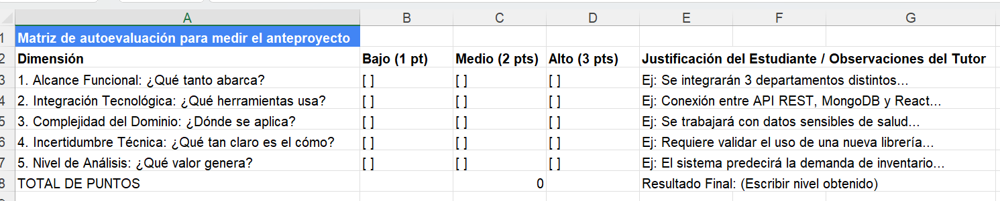 A B C D E F G
1 Matriz de autoevaluación para medir el anteproyecto
2 Dimensión Bajo (1 pt) Medio (2 pts) Alto (3 pts) Justificación del Estudiante / Observaciones del Tutor
3 1. Alcance Funcional: ¿Qué tanto abarca? [ ] [ ] [ ] Ej: Se integrarán 3 departamentos distintos...
4 2. Integración Tecnológica: ¿Qué herramientas usa? [ ] [ ] [ ] Ej: Conexión entre API REST, MongoDB y React...
5 3. Complejidad del Dominio: ¿Dónde se aplica? [ ] [ ] [ ] Ej: Se trabajará con datos sensibles de salud...
6 4. Incertidumbre Técnica: ¿Qué tan claro es el cómo? [ ] [ ] [ ] Ej: Requiere validar el uso de una nueva librería...
7 5. Nivel de Análisis: ¿Qué valor genera? [ ] [ ] [ ] Ej: El sistema predecirá la demanda de inventario...
8 TOTAL DE PUNTOS 0 Resultado Final: (Escribir nivel obtenido)